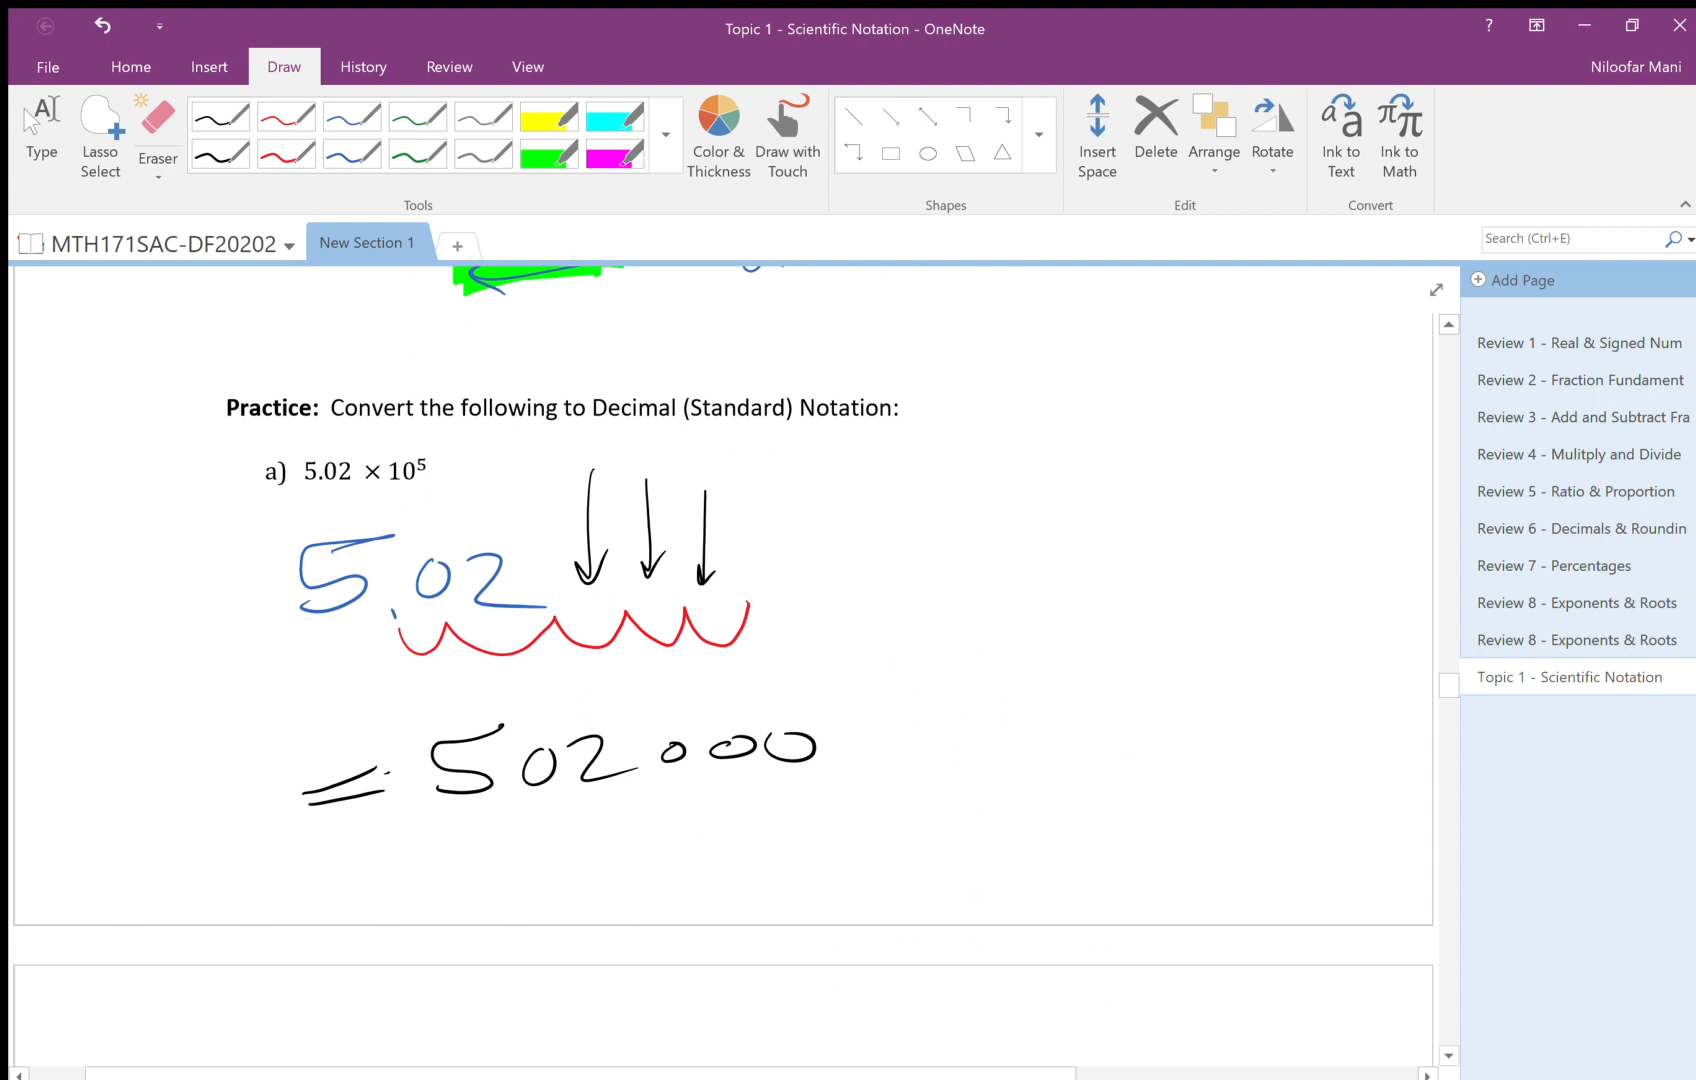 Topic 1 - Scientific Notation - OneNote
?
File Home Insert Draw History Review View
Niloofar Mani
Type
Lasso Select
Eraser
Color & Thickness
Draw with Touch
Insert Space
Delete
Arrange
Rotate
Ink to Text
Ink to Math
Tools
Shapes
Edit
Convert
MTH171SAC-DF20202
New Section 1
+
Search (Ctrl+E)
Add Page
Review 1 - Real & Signed Num
Review 2 - Fraction Fundament
Review 3 - Add and Subtract Fra
Review 4 - Mulitply and Divide
Review 5 - Ratio & Proportion
Review 6 - Decimals & Roundin
Review 7 - Percentages
Review 8 - Exponents & Roots
Review 8 - Exponents & Roots
Topic 1 - Scientific Notation
Practice: Convert the following to Decimal (Standard) Notation:
a) 5.02 × 10⁵
5.02
= 502000